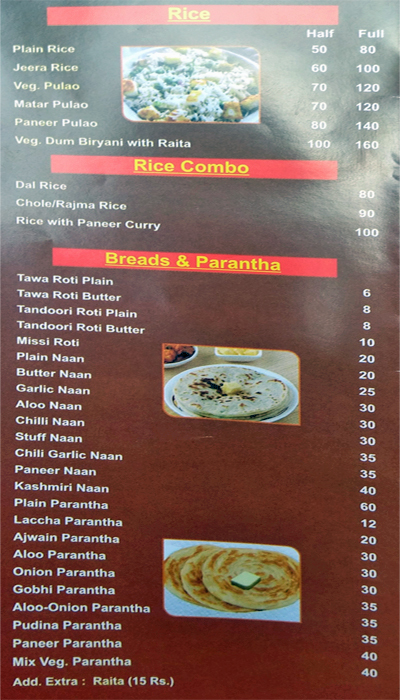 Rice
Half Full
Plain Rice 50 80
Jeera Rice 60 100
Veg. Pulao 70 120
Matar Pulao 70 120
Paneer Pulao 80 140
Veg. Dum Biryani with Raita 100 160
Rice Combo
Dal Rice 80
Chole/Rajma Rice 90
Rice with Paneer Curry 100
Breads & Parantha
Tawa Roti Plain 6
Tawa Roti Butter 8
Tandoori Roti Plain 8
Tandoori Roti Butter 10
Missi Roti 20
Plain Naan 20
Butter Naan 25
Garlic Naan 30
Aloo Naan 30
Chilli Naan 30
Stuff Naan 35
Chili Garlic Naan 35
Paneer Naan 40
Kashmiri Naan 60
Plain Parantha 12
Laccha Parantha 20
Ajwain Parantha 30
Aloo Parantha 30
Onion Parantha 30
Gobhi Parantha 35
Aloo-Onion Parantha 35
Pudina Parantha 35
Paneer Parantha 40
Mix Veg. Parantha 40
Add. Extra : Raita (15 Rs.)